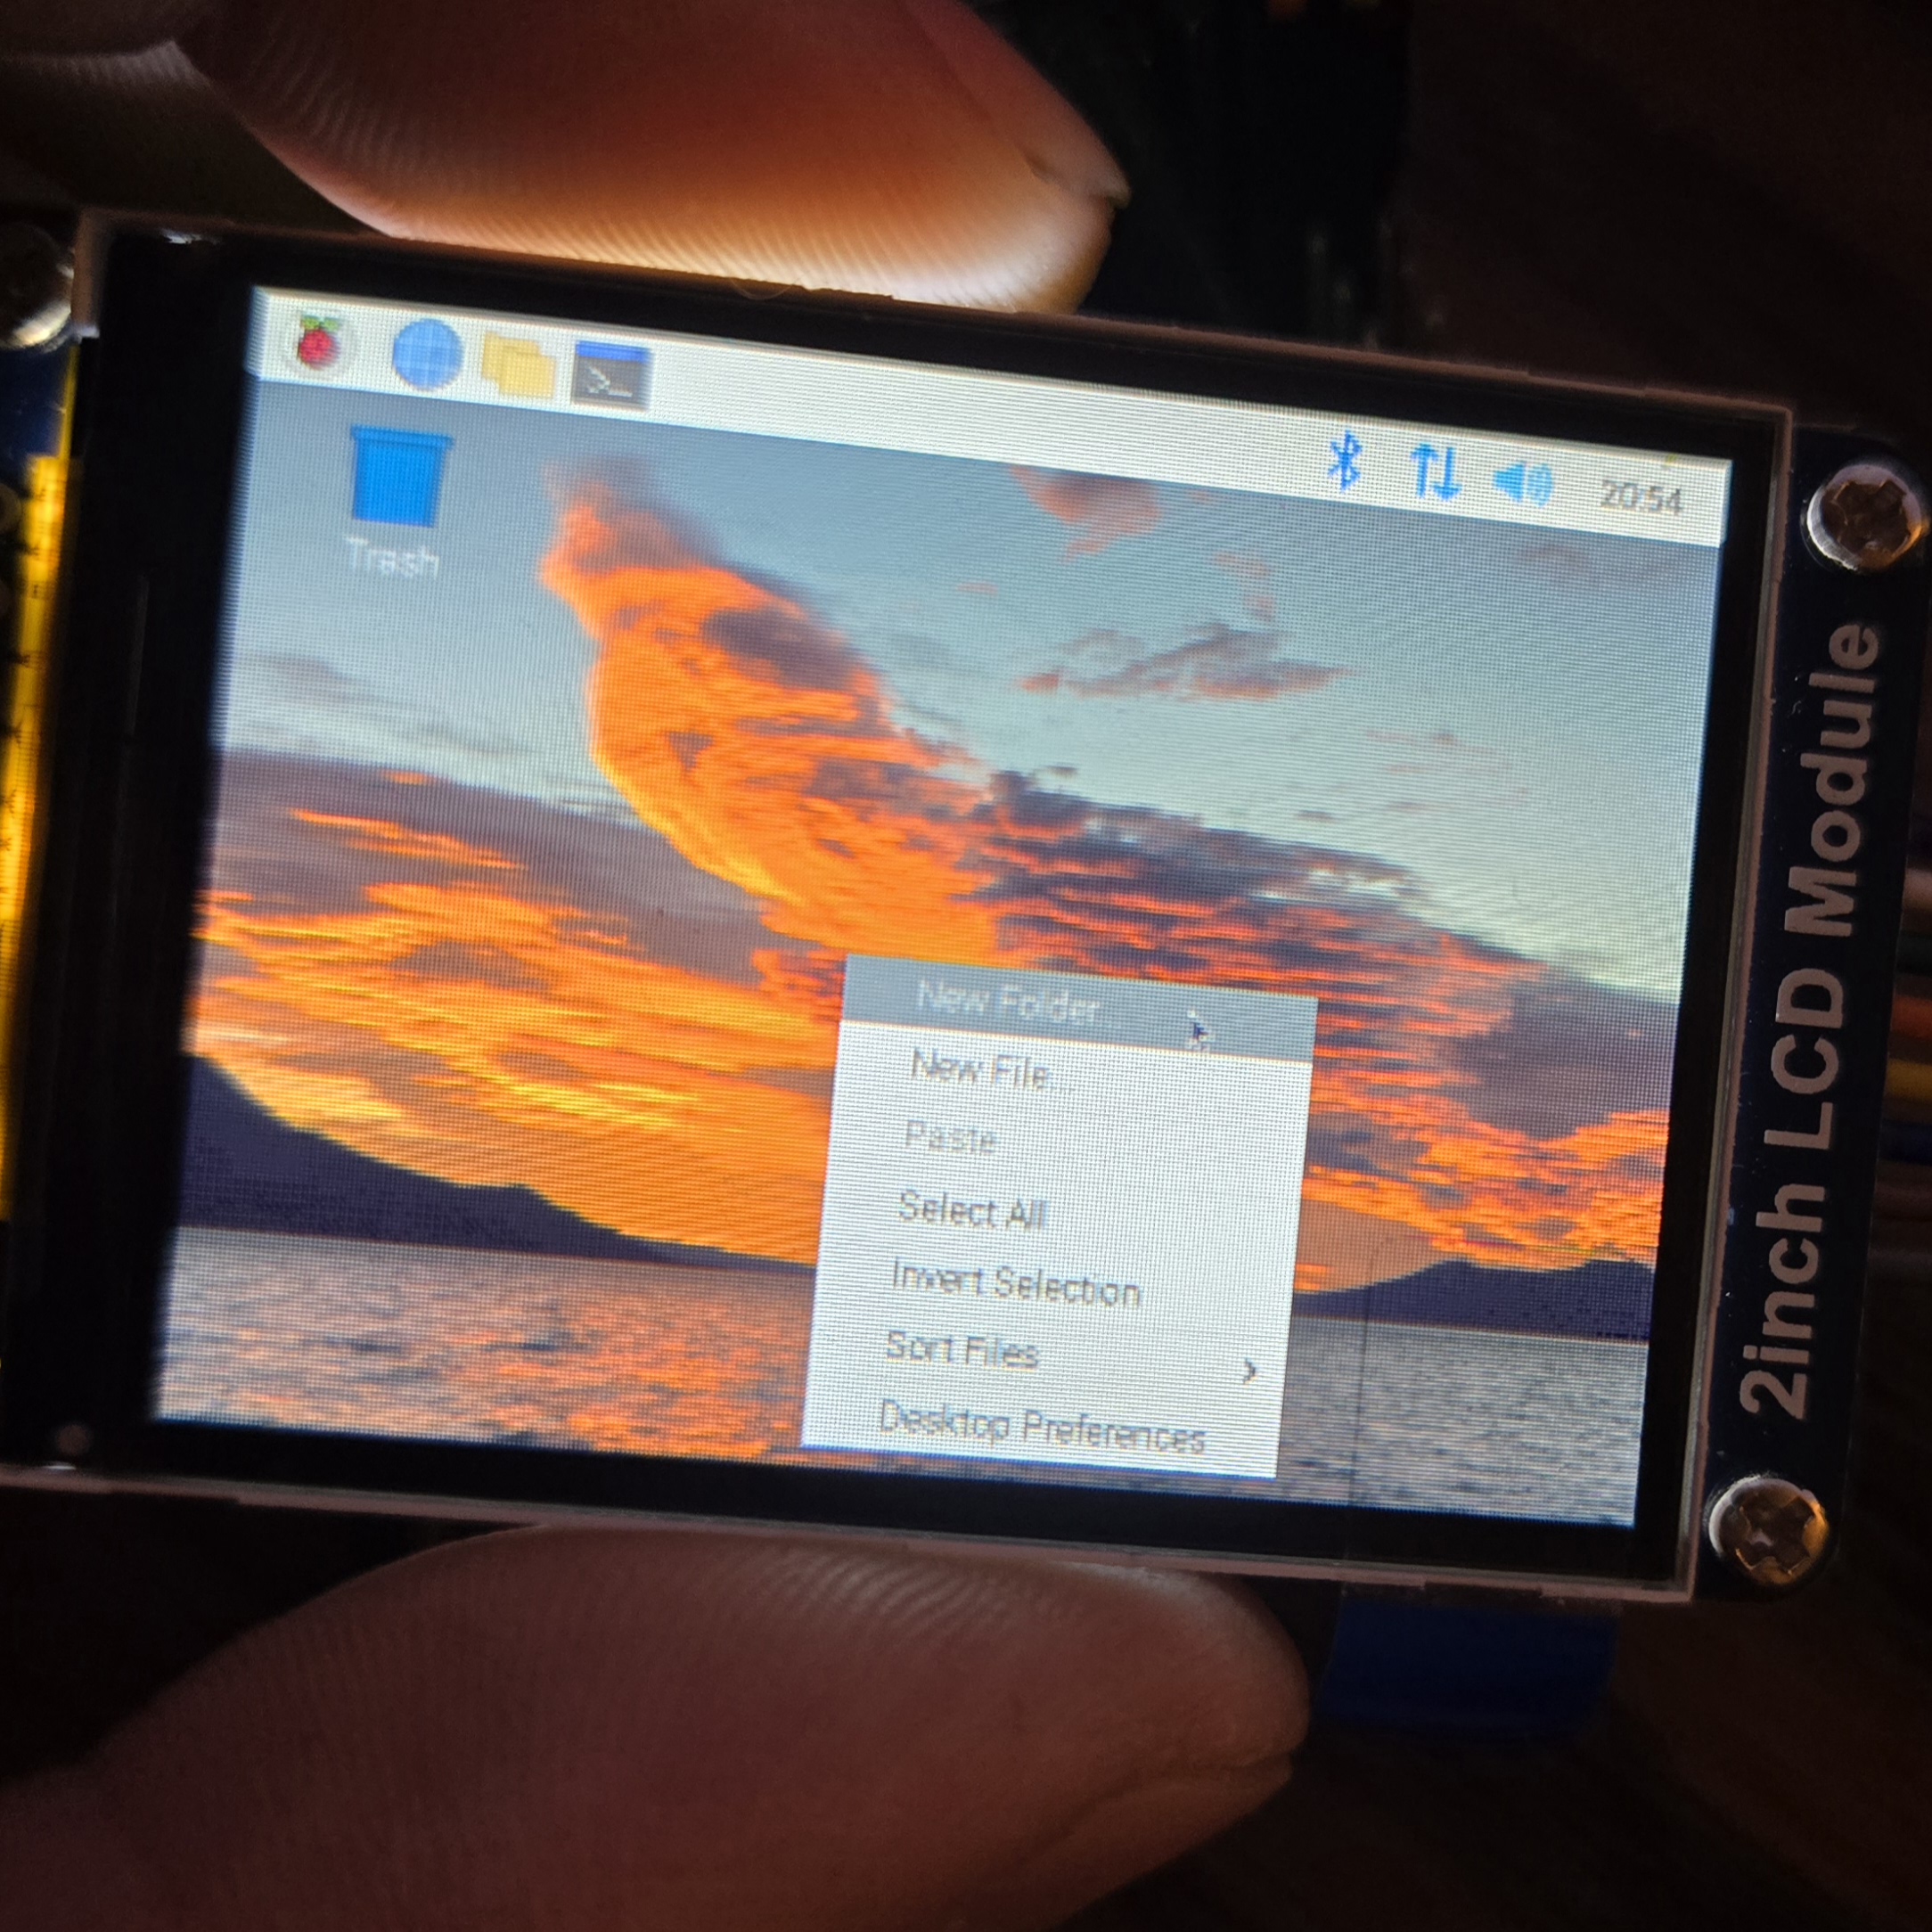 20:54
Trash
New Folder...
New File...
Paste
Select All
Invert Selection
Sort Files
Desktop Preferences
2inch LCD Module